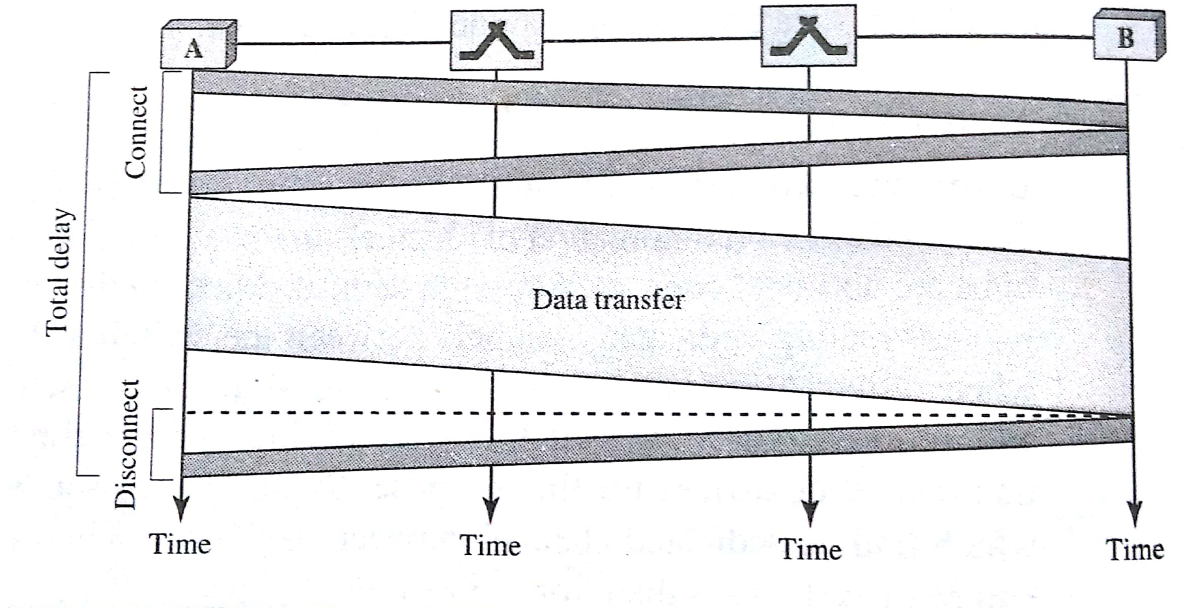 A
B
Connect
Total delay
Data transfer
Disconnect
Time
Time
Time
Time